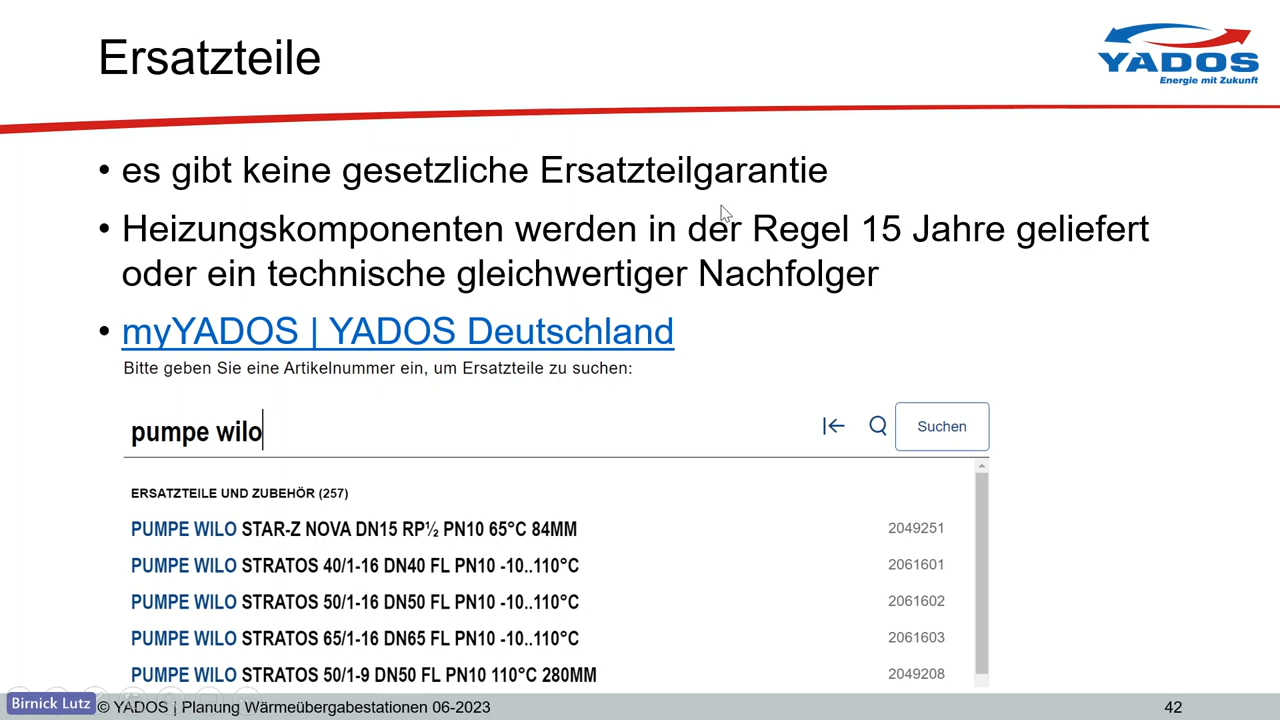 Ersatzteile
YADOS
Energie mit Zukunft
• es gibt keine gesetzliche Ersatzteilgarantie
• Heizungskomponenten werden in der Regel 15 Jahre geliefert
oder ein technische gleichwertiger Nachfolger
• myYADOS | YADOS Deutschland
Bitte geben Sie eine Artikelnummer ein, um Ersatzteile zu suchen:
pumpe wilo
Suchen
ERSATZTEILE UND ZUBEHÖR (257)
PUMPE WILO STAR-Z NOVA DN15 RP½ PN10 65°C 84MM 2049251
PUMPE WILO STRATOS 40/1-16 DN40 FL PN10 -10..110°C 2061601
PUMPE WILO STRATOS 50/1-16 DN50 FL PN10 -10..110°C 2061602
PUMPE WILO STRATOS 65/1-16 DN65 FL PN10 -10..110°C 2061603
PUMPE WILO STRATOS 50/1-9 DN50 FL PN10 110°C 280MM 2049208
Birnick Lutz
© YADOS | Planung Wärmeübergabestationen 06-2023 42